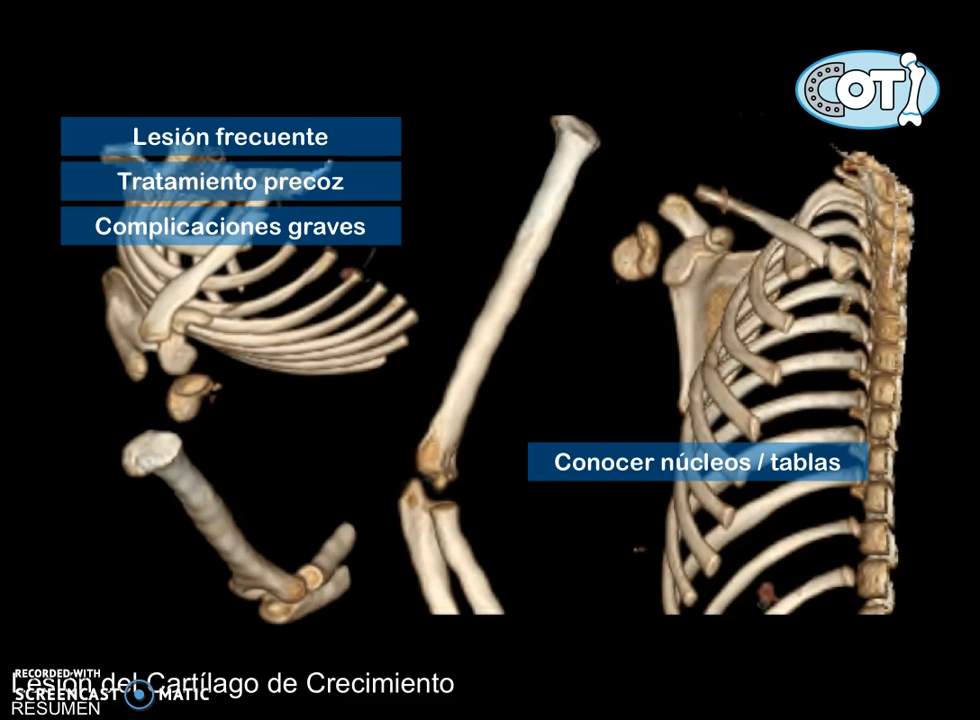 COT
Lesión frecuente
Tratamiento precoz
Complicaciones graves
Conocer núcleos / tablas
RECORDED WITH
SCREENCAST MATIC
Lesión del Cartílago de Crecimiento
RESUMEN